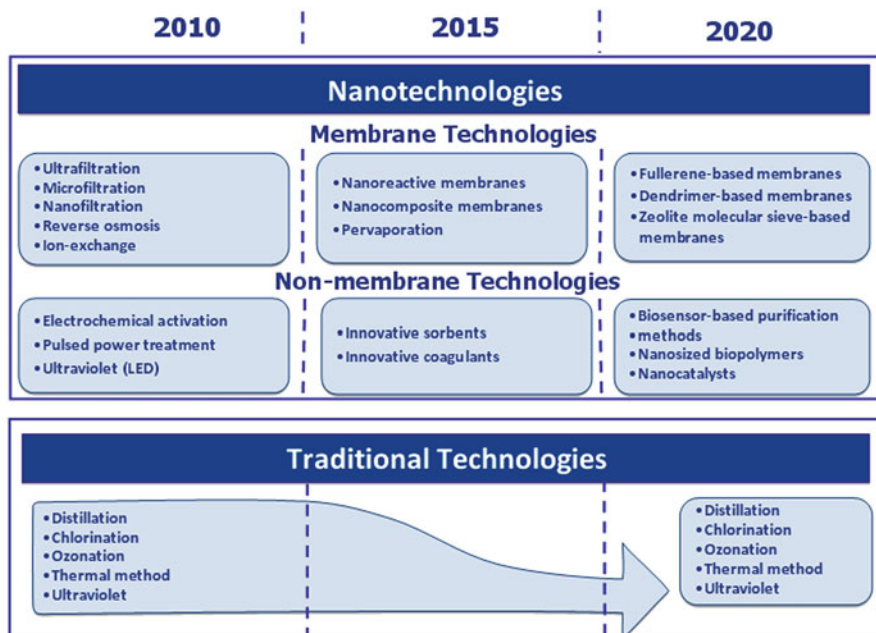 2010
2015
2020
Nanotechnologies
Membrane Technologies
• Ultrafiltration
• Microfiltration
• Nanofiltration
• Reverse osmosis
• Ion-exchange
• Nanoreactive membranes
• Nanocomposite membranes
• Pervaporation
• Fullerene-based membranes
• Dendrimer-based membranes
• Zeolite molecular sieve-based
membranes
Non-membrane Technologies
• Electrochemical activation
• Pulsed power treatment
• Ultraviolet (LED)
• Innovative sorbents
• Innovative coagulants
• Biosensor-based purification
• methods
• Nanosized biopolymers
• Nanocatalysts
Traditional Technologies
• Distillation
• Chlorination
• Ozonation
• Thermal method
• Ultraviolet
• Distillation
• Chlorination
• Ozonation
• Thermal method
• Ultraviolet